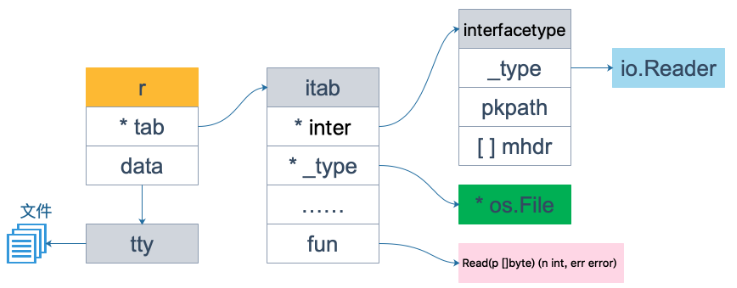 r
* tab
data
文件
tty
itab
* inter
* _type
……
fun
interfacetype
_type
pkpath
[ ] mhdr
io.Reader
* os.File
Read(p []byte) (n int, err error)